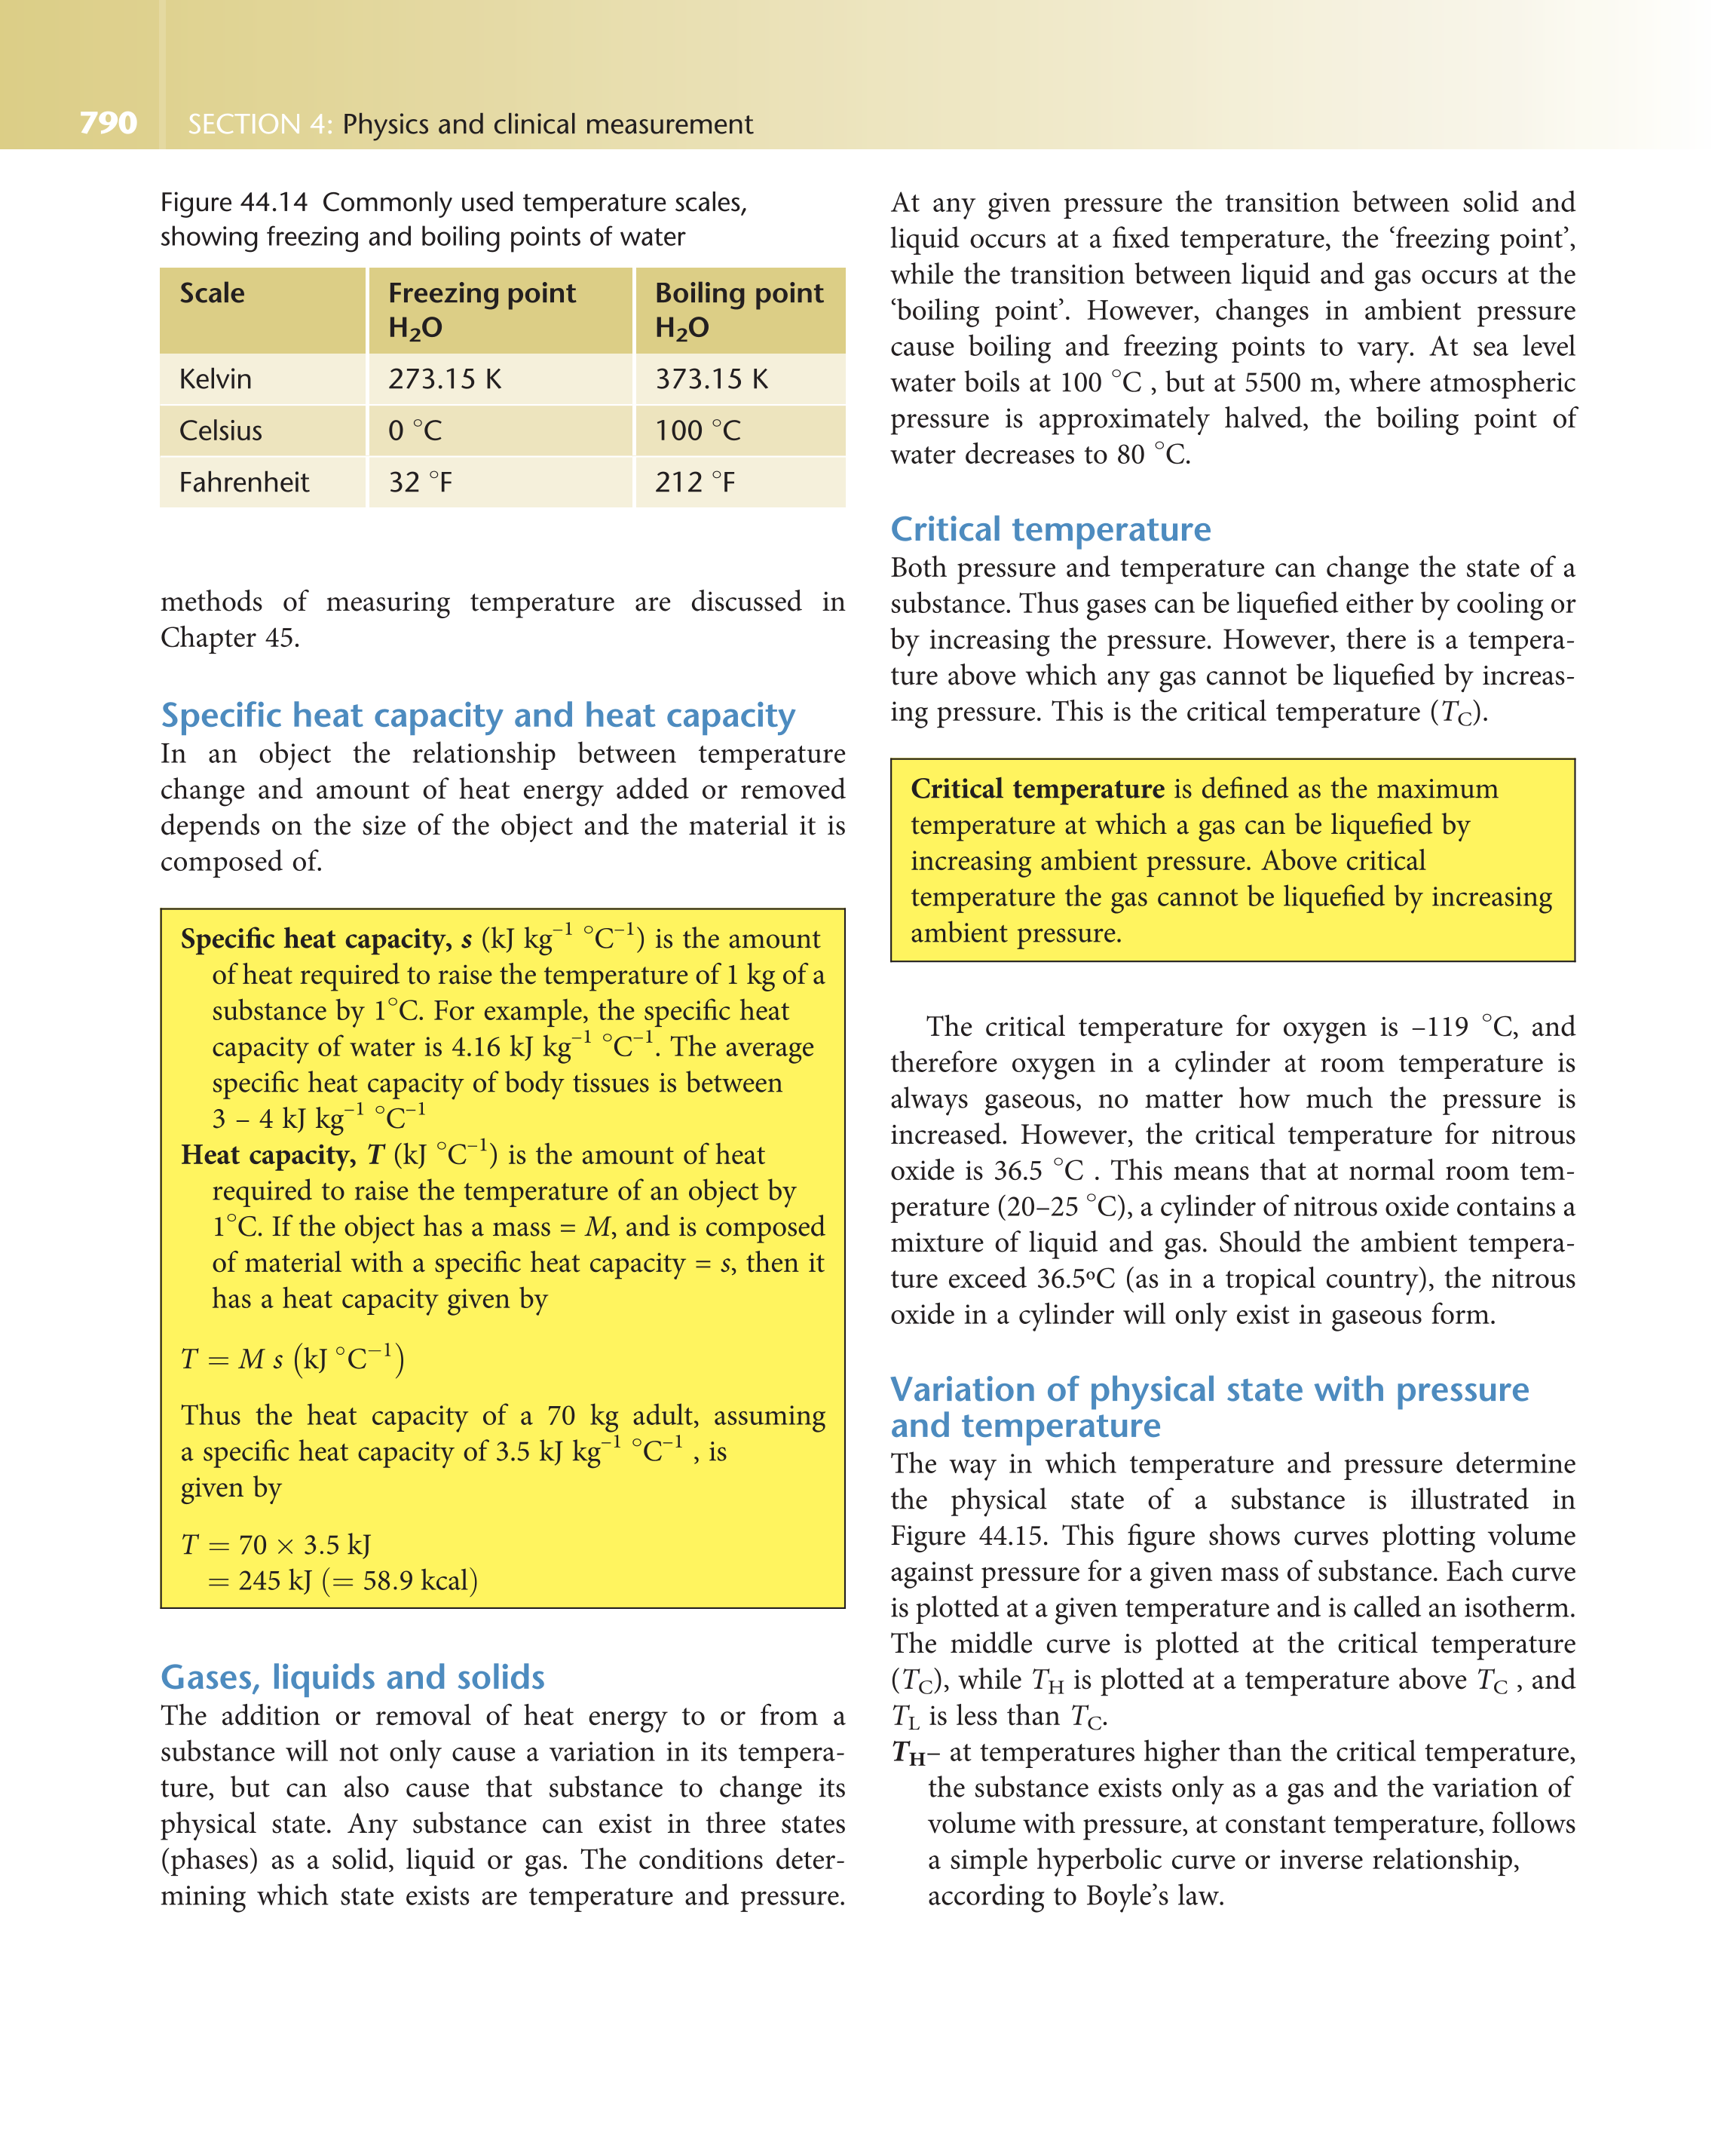 790 SECTION 4: Physics and clinical measurement
Figure 44.14 Commonly used temperature scales,
showing freezing and boiling points of water
Scale Freezing point H₂O Boiling point H₂O
Kelvin 273.15 K 373.15 K
Celsius 0 °C 100 °C
Fahrenheit 32 °F 212 °F
methods of measuring temperature are discussed in
Chapter 45.
Specific heat capacity and heat capacity
In an object the relationship between temperature
change and amount of heat energy added or removed
depends on the size of the object and the material it is
composed of.
Specific heat capacity, s (kJ kg⁻¹ °C⁻¹) is the amount
of heat required to raise the temperature of 1 kg of a
substance by 1°C. For example, the specific heat
capacity of water is 4.16 kJ kg⁻¹ °C⁻¹. The average
specific heat capacity of body tissues is between
3 – 4 kJ kg⁻¹ °C⁻¹
Heat capacity, T (kJ °C⁻¹) is the amount of heat
required to raise the temperature of an object by
1°C. If the object has a mass = M, and is composed
of material with a specific heat capacity = s, then it
has a heat capacity given by
T = M s (kJ °C⁻¹)
Thus the heat capacity of a 70 kg adult, assuming
a specific heat capacity of 3.5 kJ kg⁻¹ °C⁻¹ , is
given by
T = 70 × 3.5 kJ
= 245 kJ (= 58.9 kcal)
Gases, liquids and solids
The addition or removal of heat energy to or from a
substance will not only cause a variation in its tempera-
ture, but can also cause that substance to change its
physical state. Any substance can exist in three states
(phases) as a solid, liquid or gas. The conditions deter-
mining which state exists are temperature and pressure.
At any given pressure the transition between solid and
liquid occurs at a fixed temperature, the ‘freezing point’,
while the transition between liquid and gas occurs at the
‘boiling point’. However, changes in ambient pressure
cause boiling and freezing points to vary. At sea level
water boils at 100 °C , but at 5500 m, where atmospheric
pressure is approximately halved, the boiling point of
water decreases to 80 °C.
Critical temperature
Both pressure and temperature can change the state of a
substance. Thus gases can be liquefied either by cooling or
by increasing the pressure. However, there is a tempera-
ture above which any gas cannot be liquefied by increas-
ing pressure. This is the critical temperature (T_C).
Critical temperature is defined as the maximum
temperature at which a gas can be liquefied by
increasing ambient pressure. Above critical
temperature the gas cannot be liquefied by increasing
ambient pressure.
The critical temperature for oxygen is –119 °C, and
therefore oxygen in a cylinder at room temperature is
always gaseous, no matter how much the pressure is
increased. However, the critical temperature for nitrous
oxide is 36.5 °C . This means that at normal room tem-
perature (20–25 °C), a cylinder of nitrous oxide contains a
mixture of liquid and gas. Should the ambient tempera-
ture exceed 36.5ºC (as in a tropical country), the nitrous
oxide in a cylinder will only exist in gaseous form.
Variation of physical state with pressure
and temperature
The way in which temperature and pressure determine
the physical state of a substance is illustrated in
Figure 44.15. This figure shows curves plotting volume
against pressure for a given mass of substance. Each curve
is plotted at a given temperature and is called an isotherm.
The middle curve is plotted at the critical temperature
(T_C), while T_H is plotted at a temperature above T_C , and
T_L is less than T_C.
T_H– at temperatures higher than the critical temperature,
the substance exists only as a gas and the variation of
volume with pressure, at constant temperature, follows
a simple hyperbolic curve or inverse relationship,
according to Boyle’s law.